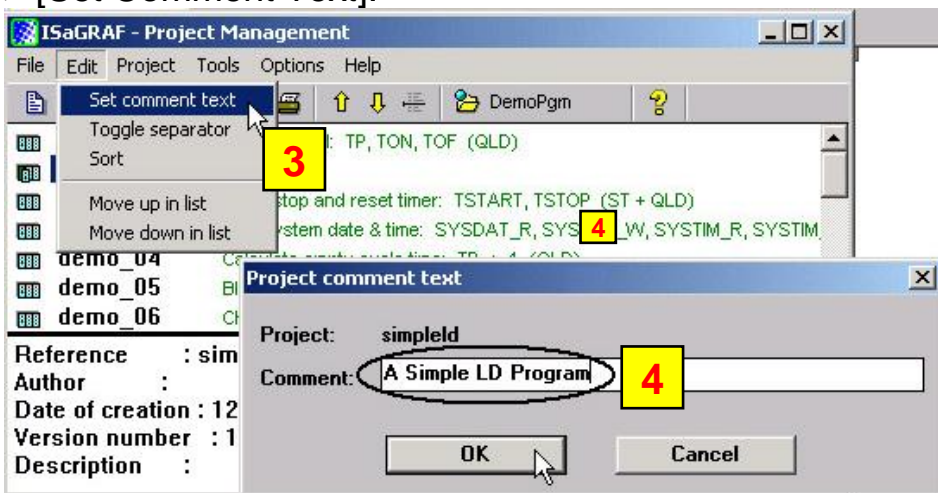 [Set Comment Text].
ISaGRAF - Project Management
File Edit Project Tools Options Help
Set comment text
DemoPgm
Toggle separator
3
: TP, TON, TOF (QLD)
Sort
Move up in list
stop and reset timer: TSTART, TSTOP (ST + QLD)
Move down in list
ystem date & time: SYSDAT_R, SYS 4 _W, SYSTIM_R, SYSTIM_
demo_04
demo_05 Bl
demo_06
Project comment text
Project: simpleld
Comment: A Simple LD Program 4
OK Cancel
Reference : sim
Author :
Date of creation : 12
Version number : 1
Description :